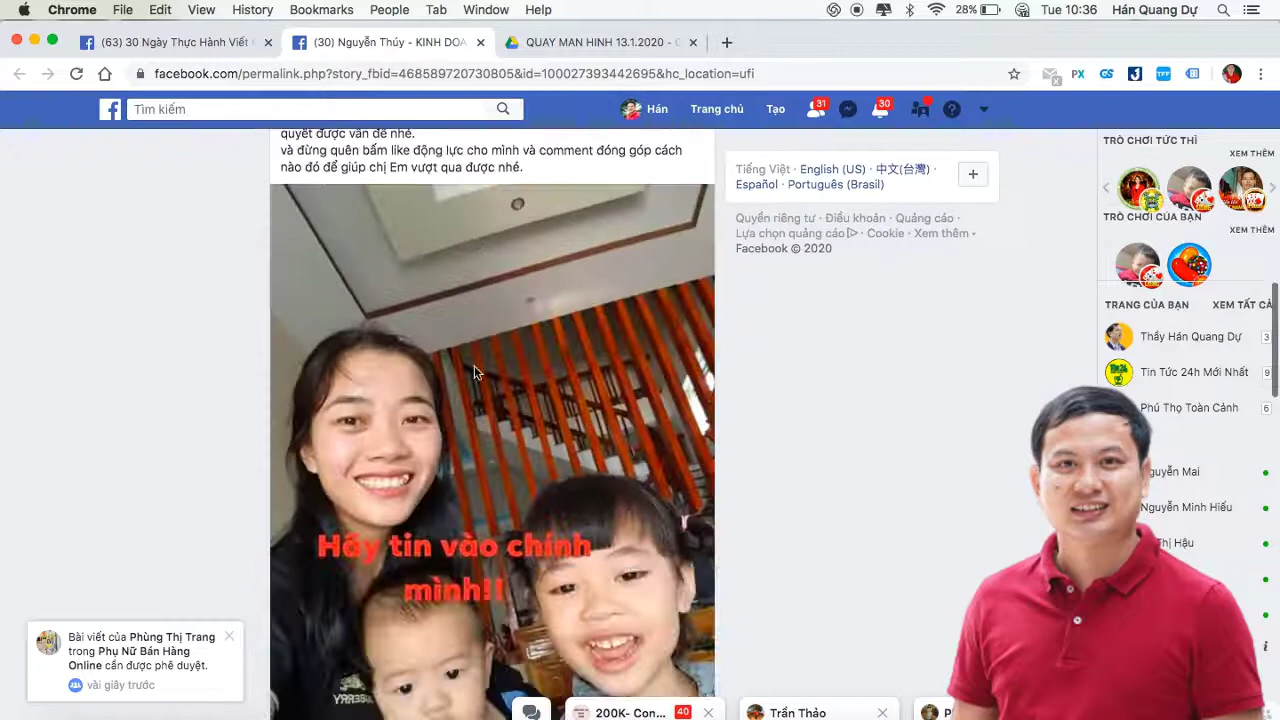 Chrome File Edit View History Bookmarks People Tab Window Help 28% Tue 10:36 Hán Quang Dự
(63) 30 Ngày Thực Hành Viết
(30) Nguyễn Thúy - KINH DOA
QUAY MAN HINH 13.1.2020 -
facebook.com/permalink.php?story_fbid=468589720730805&id=100027393442695&hc_location=ufi
Tìm kiếm
Hán Trang chủ Tạo 31 30
quyết được vấn đề nhé.
và đừng quên bấm like động lực cho mình và comment đóng góp cách
nào đó để giúp chị Em vượt qua được nhé.
Hãy tin vào chính
mình!!
Tiếng Việt · English (US) · 中文(台灣) ·
Español · Português (Brasil)
Quyền riêng tư · Điều khoản · Quảng cáo ·
Lựa chọn quảng cáo · Cookie · Xem thêm
Facebook © 2020
TRÒ CHƠI TỨC THÌ
XEM THÊM
TRÒ CHƠI CỦA BẠN
XEM THÊM
TRANG CỦA BẠN XEM TẤT CẢ
Thầy Hán Quang Dự 3
Tin Tức 24h Mới Nhất 9
Phú Thọ Toàn Cảnh 6
Nguyễn Mai
Nguyễn Minh Hiếu
Thị Hậu
Bài viết của Phùng Thị Trang
trong Phụ Nữ Bán Hàng
Online cần được phê duyệt.
vài giây trước
200K- Con... 40
Trần Thảo